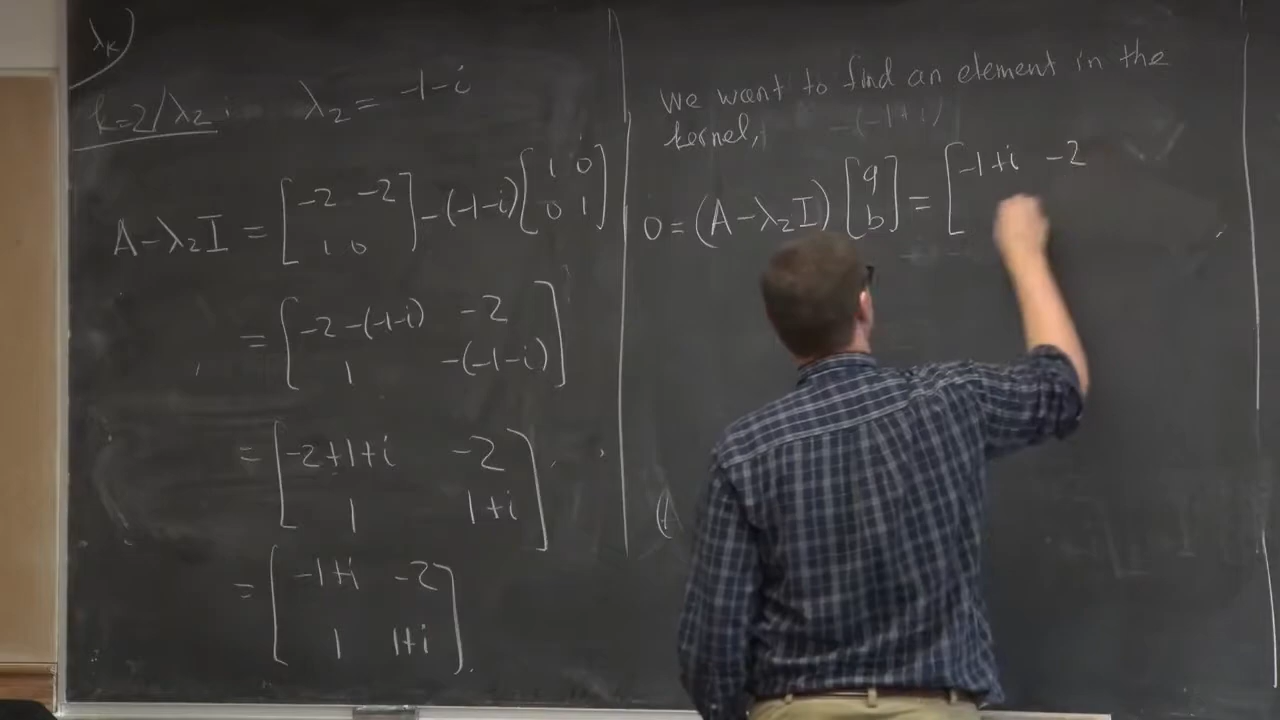 λₖ)
k=2/λ₂: λ₂ = -1-i
A-λ₂I = [-2 -2; 1 0] - (-1-i)[1 0; 0 1]
= [-2-(-1-i) -2; 1 -(-1-i)]
= [-2+1+i -2; 1 1+i]
= [-1+i -2; 1 1+i].
We want to find an element in the
kernel,
0 = (A-λ₂I)[a; b] = [-1+i -2